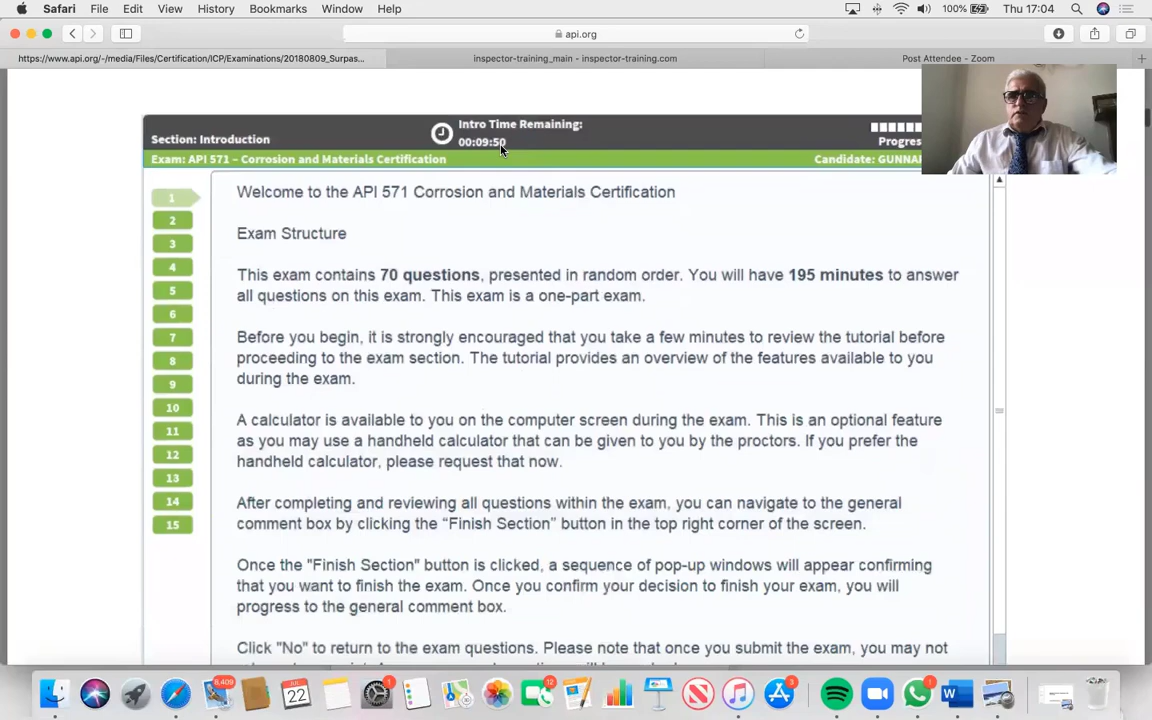 Safari File Edit View History Bookmarks Window Help 100% Thu 17:04
api.org
https://www.api.org/-/media/Files/Certification/ICP/Examinations/20180809_Surpas... inspector-training_main - inspector-training.com Post Attendee - Zoom
Intro Time Remaining:
Section: Introduction 00:09:50 Progres
Exam: API 571 – Corrosion and Materials Certification Candidate: GUNNA
1
2
3
4
5
6
7
8
9
10
11
12
13
14
15
Welcome to the API 571 Corrosion and Materials Certification
Exam Structure
This exam contains 70 questions, presented in random order. You will have 195 minutes to answer
all questions on this exam. This exam is a one-part exam.
Before you begin, it is strongly encouraged that you take a few minutes to review the tutorial before
proceeding to the exam section. The tutorial provides an overview of the features available to you
during the exam.
A calculator is available to you on the computer screen during the exam. This is an optional feature
as you may use a handheld calculator that can be given to you by the proctors. If you prefer the
handheld calculator, please request that now.
After completing and reviewing all questions within the exam, you can navigate to the general
comment box by clicking the “Finish Section” button in the top right corner of the screen.
Once the "Finish Section" button is clicked, a sequence of pop-up windows will appear confirming
that you want to finish the exam. Once you confirm your decision to finish your exam, you will
progress to the general comment box.
Click "No" to return to the exam questions. Please note that once you submit the exam, you may not
8,409 JUL 22 1 12 3 1